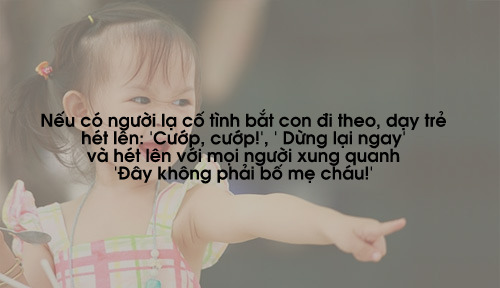 Nếu có người lạ cố tình bắt con đi theo, dạy trẻ
hét lên: 'Cướp, cướp!', ' Dừng lại ngay'
và hét lên với mọi người xung quanh
'Đây không phải bố mẹ cháu!'